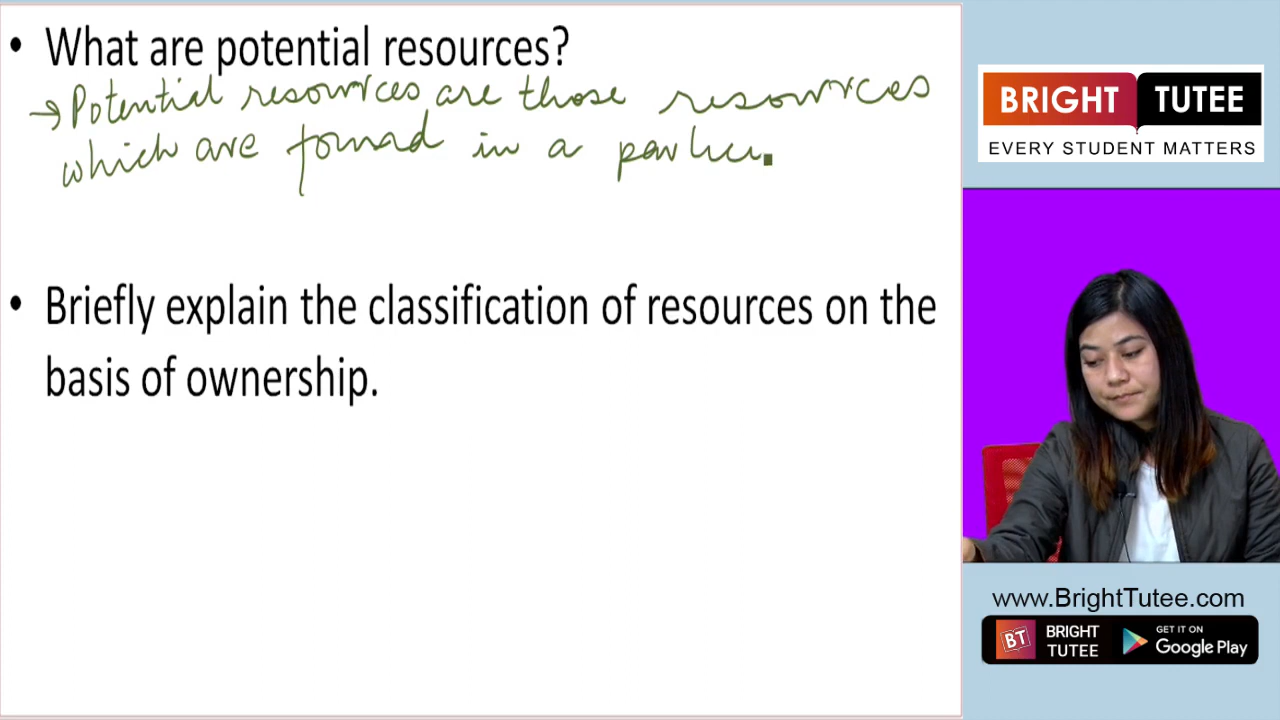 • What are potential resources?
→ Potential resources are those resources
which are found in a
• Briefly explain the classification of resources on the
basis of ownership.
BRIGHT TUTEE
EVERY STUDENT MATTERS
www.BrightTutee.com
BT
BRIGHT
TUTEE
GET IT ON
Google Play